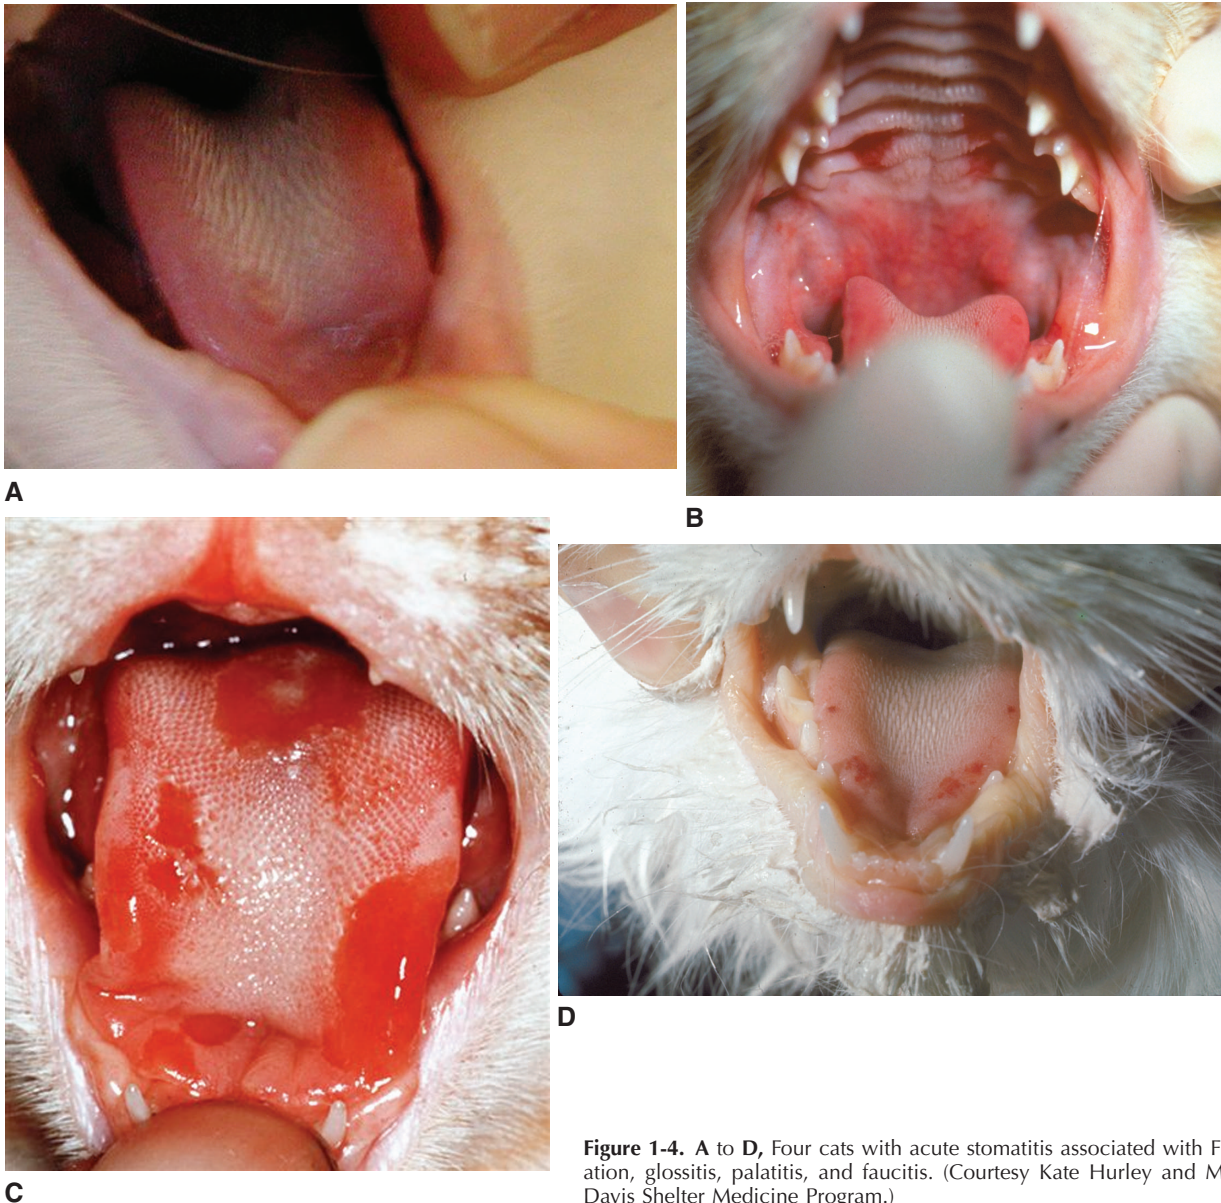 A
B
C
D
Figure 1-4. A to D, Four cats with acute stomatitis associated with
ation, glossitis, palatitis, and faucitis. (Courtesy Kate Hurley and
Davis Shelter Medicine Program.)